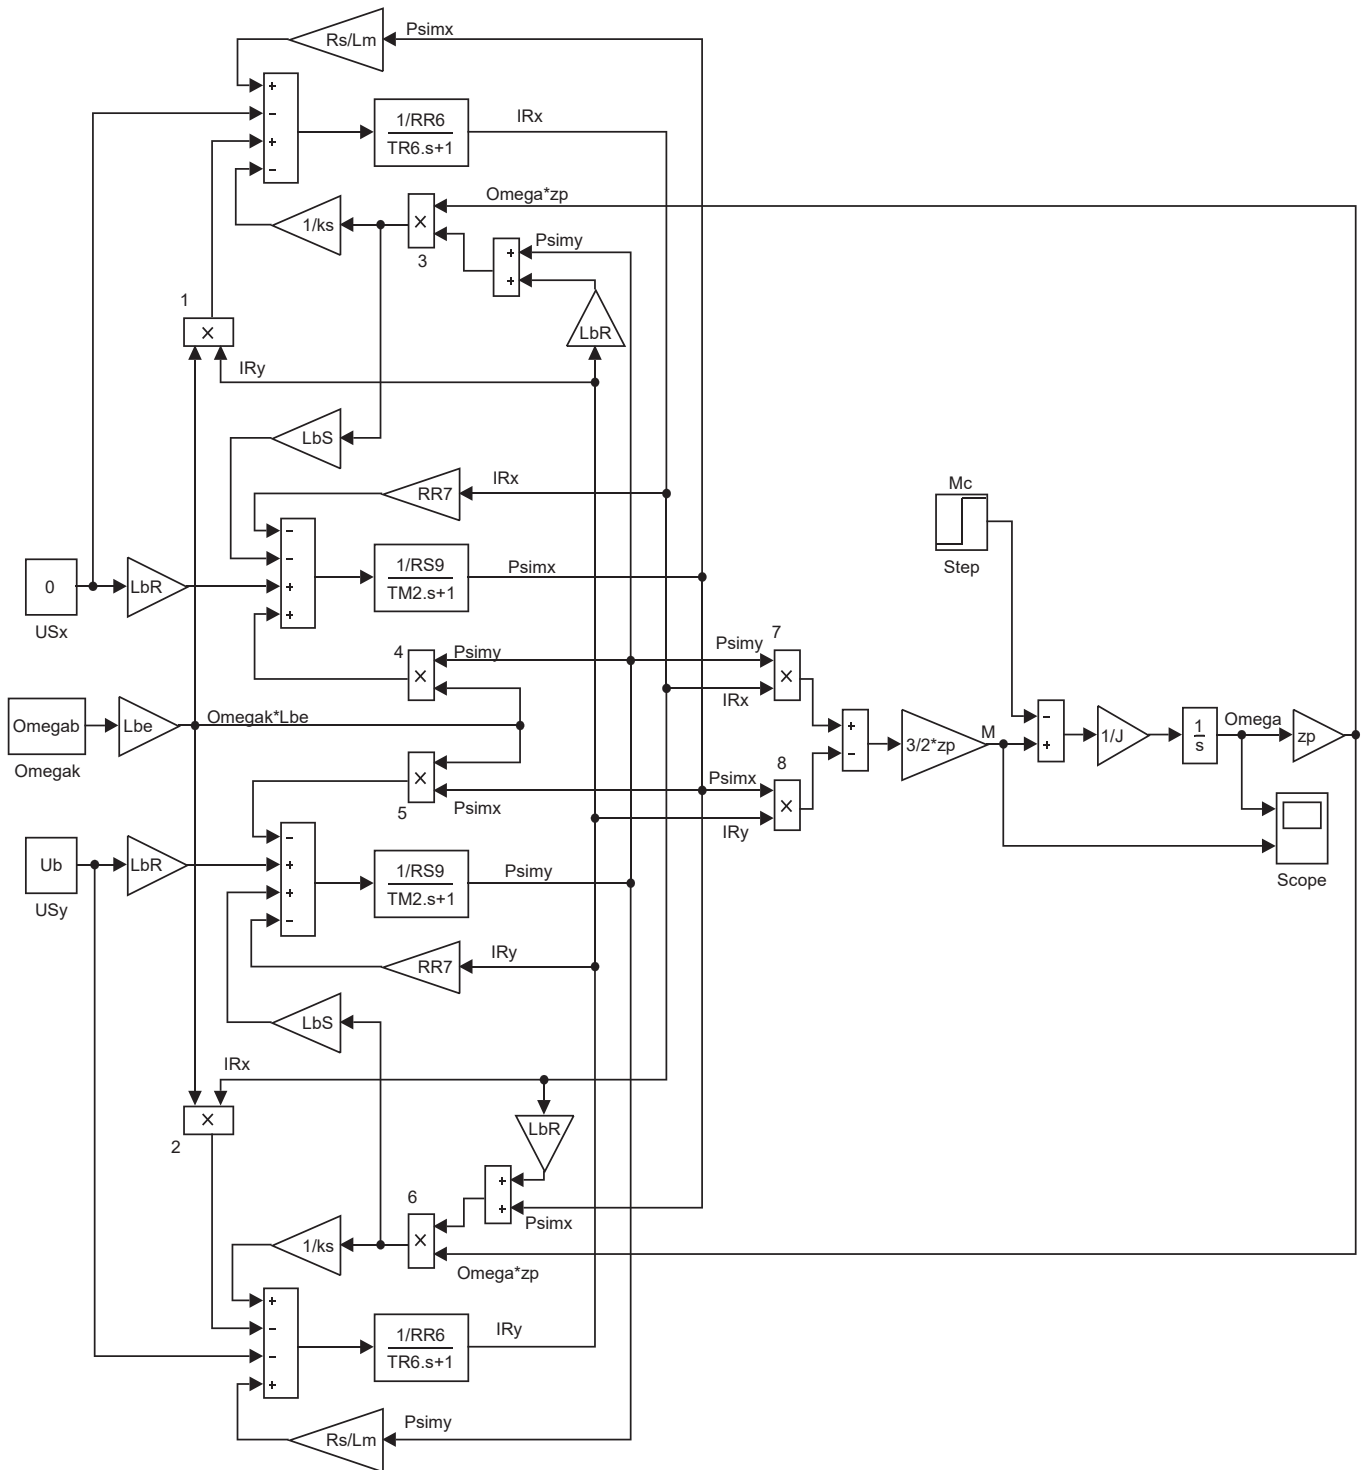 Psimx
Rs/Lm
+
−
+
−
1/RR6
TR6.s+1
IRx
Omega*zp
1/ks
×
3
+
+
Psimy
1
×
LbR
IRy
LbS
IRx
RR7
Mc
Step
−
−
+
+
1/RS9
TM2.s+1
Psimx
0
LbR
USx
4
×
Psimy
Psimy
7
×
IRx
Omegab
Lbe
Omegak*Lbe
Omegak
+
−
3/2*zp
M
−
+
1/J
1
s
Omega
zp
×
5
Psimx
Psimx
8
×
IRy
Scope
Ub
LbR
USy
−
+
+
−
1/RS9
TM2.s+1
Psimy
RR7
IRy
LbS
IRx
×
2
LbR
+
+
Psimx
6
×
1/ks
Omega*zp
+
−
−
+
1/RR6
TR6.s+1
IRy
Psimy
Rs/Lm